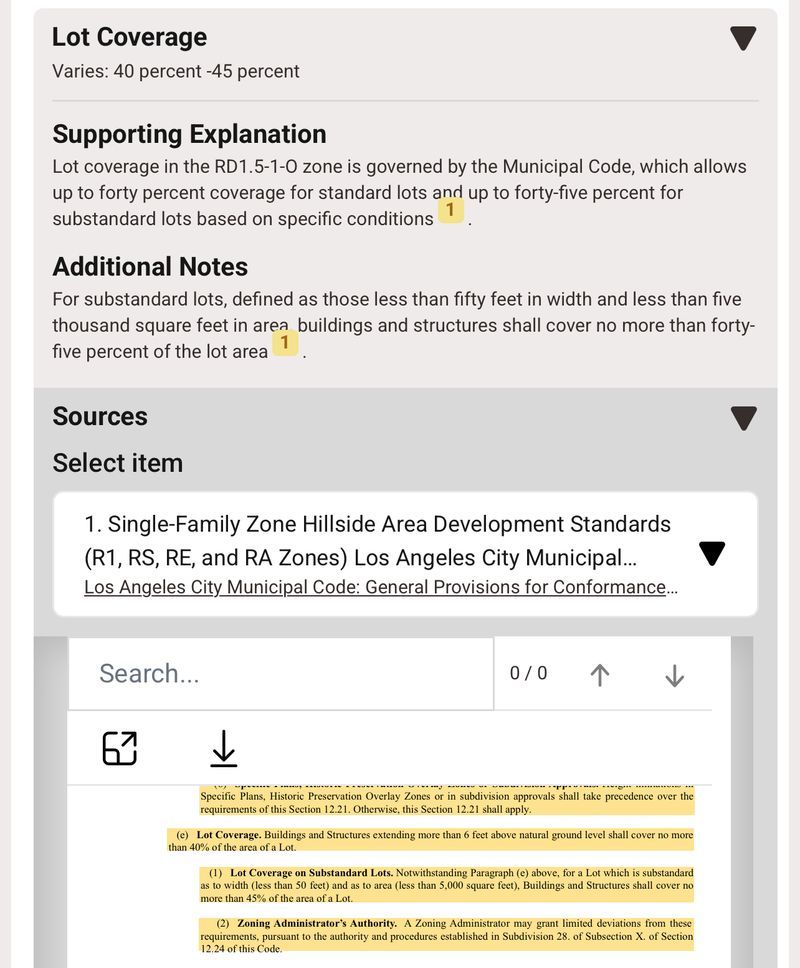 Lot Coverage
Varies: 40 percent -45 percent
Supporting Explanation
Lot coverage in the RD1.5-1-O zone is governed by the Municipal Code, which allows
up to forty percent coverage for standard lots and up to forty-five percent for
substandard lots based on specific conditions 1 .
Additional Notes
For substandard lots, defined as those less than fifty feet in width and less than five
thousand square feet in area, buildings and structures shall cover no more than forty-
five percent of the lot area 1 .
Sources
Select item
1. Single-Family Zone Hillside Area Development Standards
(R1, RS, RE, and RA Zones) Los Angeles City Municipal...
Los Angeles City Municipal Code: General Provisions for Conformance...
Search...
0 / 0
Specific Plans, Historic Preservation Overlay Zones or in subdivision approvals shall take precedence over the
requirements of this Section 12.21. Otherwise, this Section 12.21 shall apply.
(e) Lot Coverage. Buildings and Structures extending more than 6 feet above natural ground level shall cover no more
than 40% of the area of a Lot.
(1) Lot Coverage on Substandard Lots. Notwithstanding Paragraph (e) above, for a Lot which is substandard
as to width (less than 50 feet) and as to area (less than 5,000 square feet), Buildings and Structures shall cover no
more than 45% of the area of a Lot.
(2) Zoning Administrator's Authority. A Zoning Administrator may grant limited deviations from these
requirements, pursuant to the authority and procedures established in Subdivision 28. of Subsection X. of Section
12.24 of this Code.